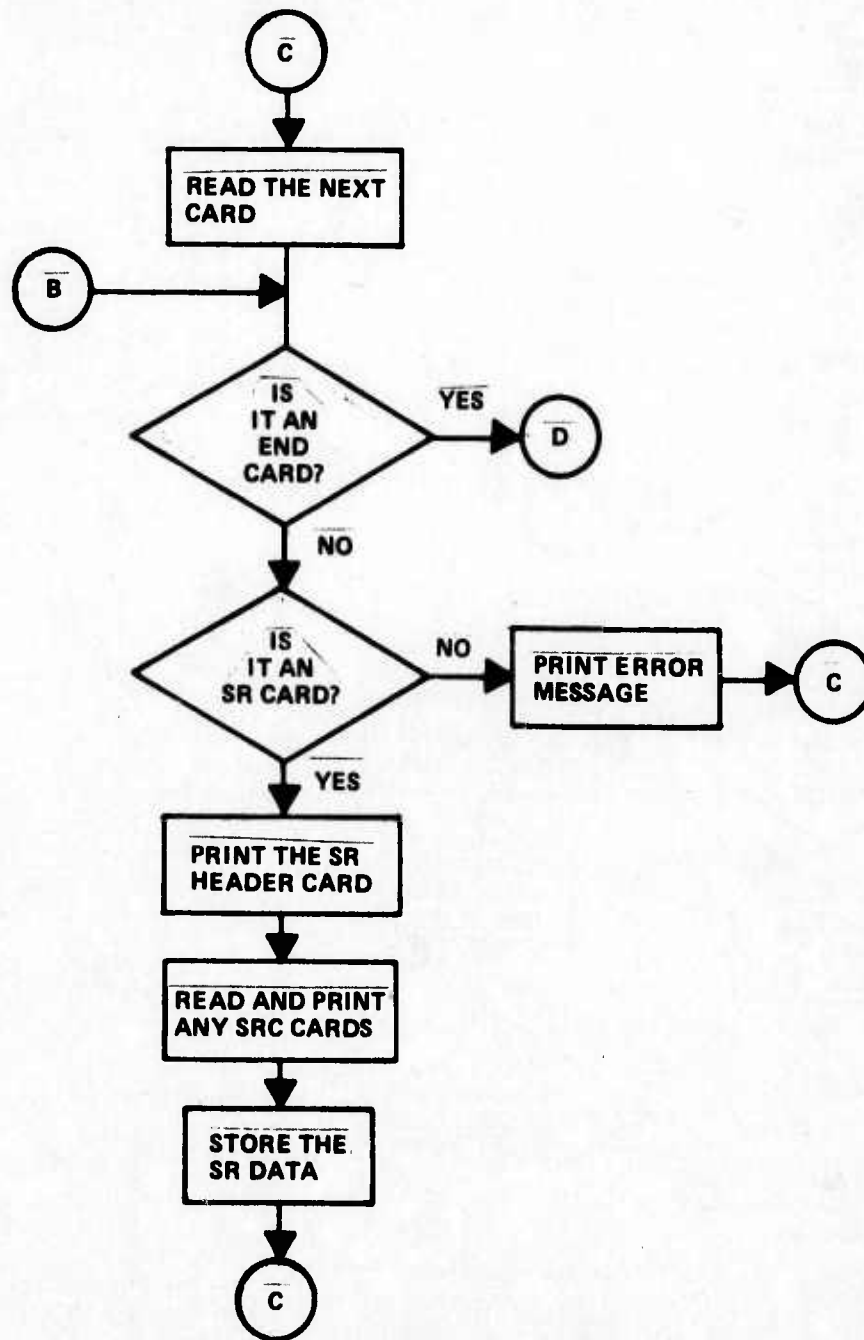 C
READ THE NEXT
CARD
B
IS
IT AN
END
CARD?
YES
D
NO
IS
IT AN
SR CARD?
NO
PRINT ERROR
MESSAGE
C
YES
PRINT THE SR
HEADER CARD
READ AND PRINT
ANY SRC CARDS
STORE THE
SR DATA
C